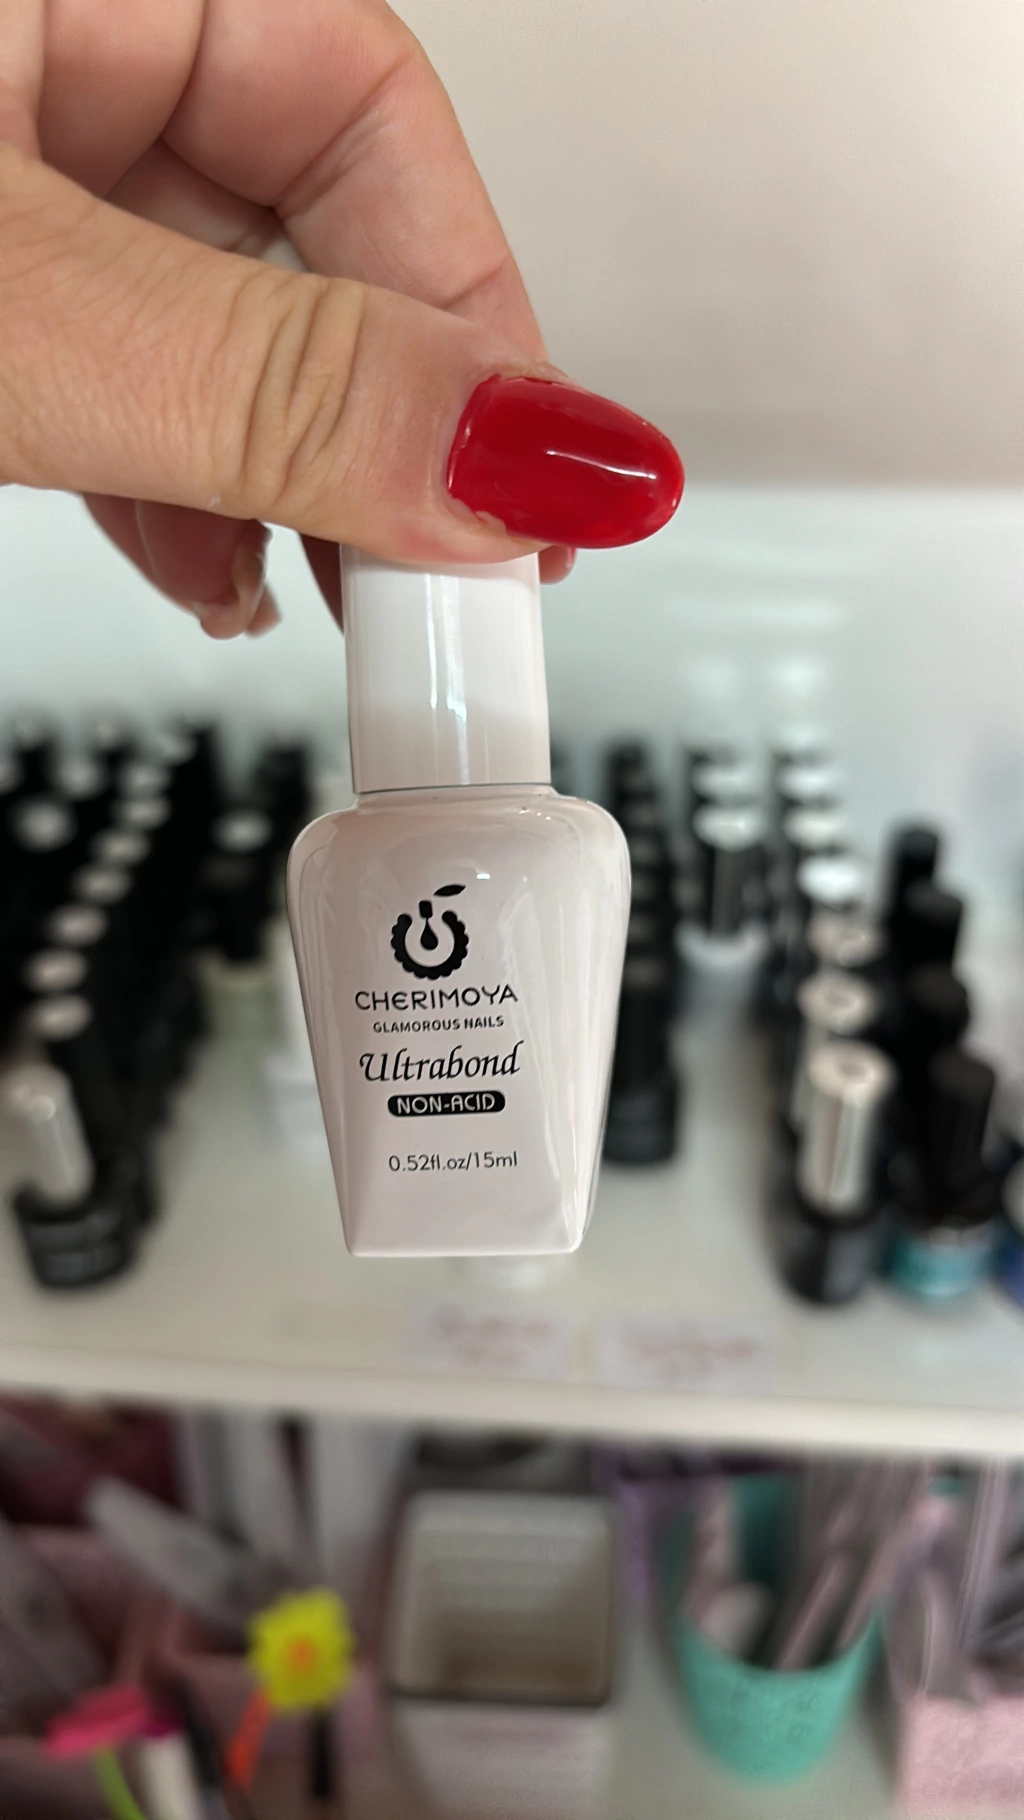 CHERIMOYA
GLAMOROUS NAILS
Ultrabond
NON-ACID
0.52fl.oz/15ml